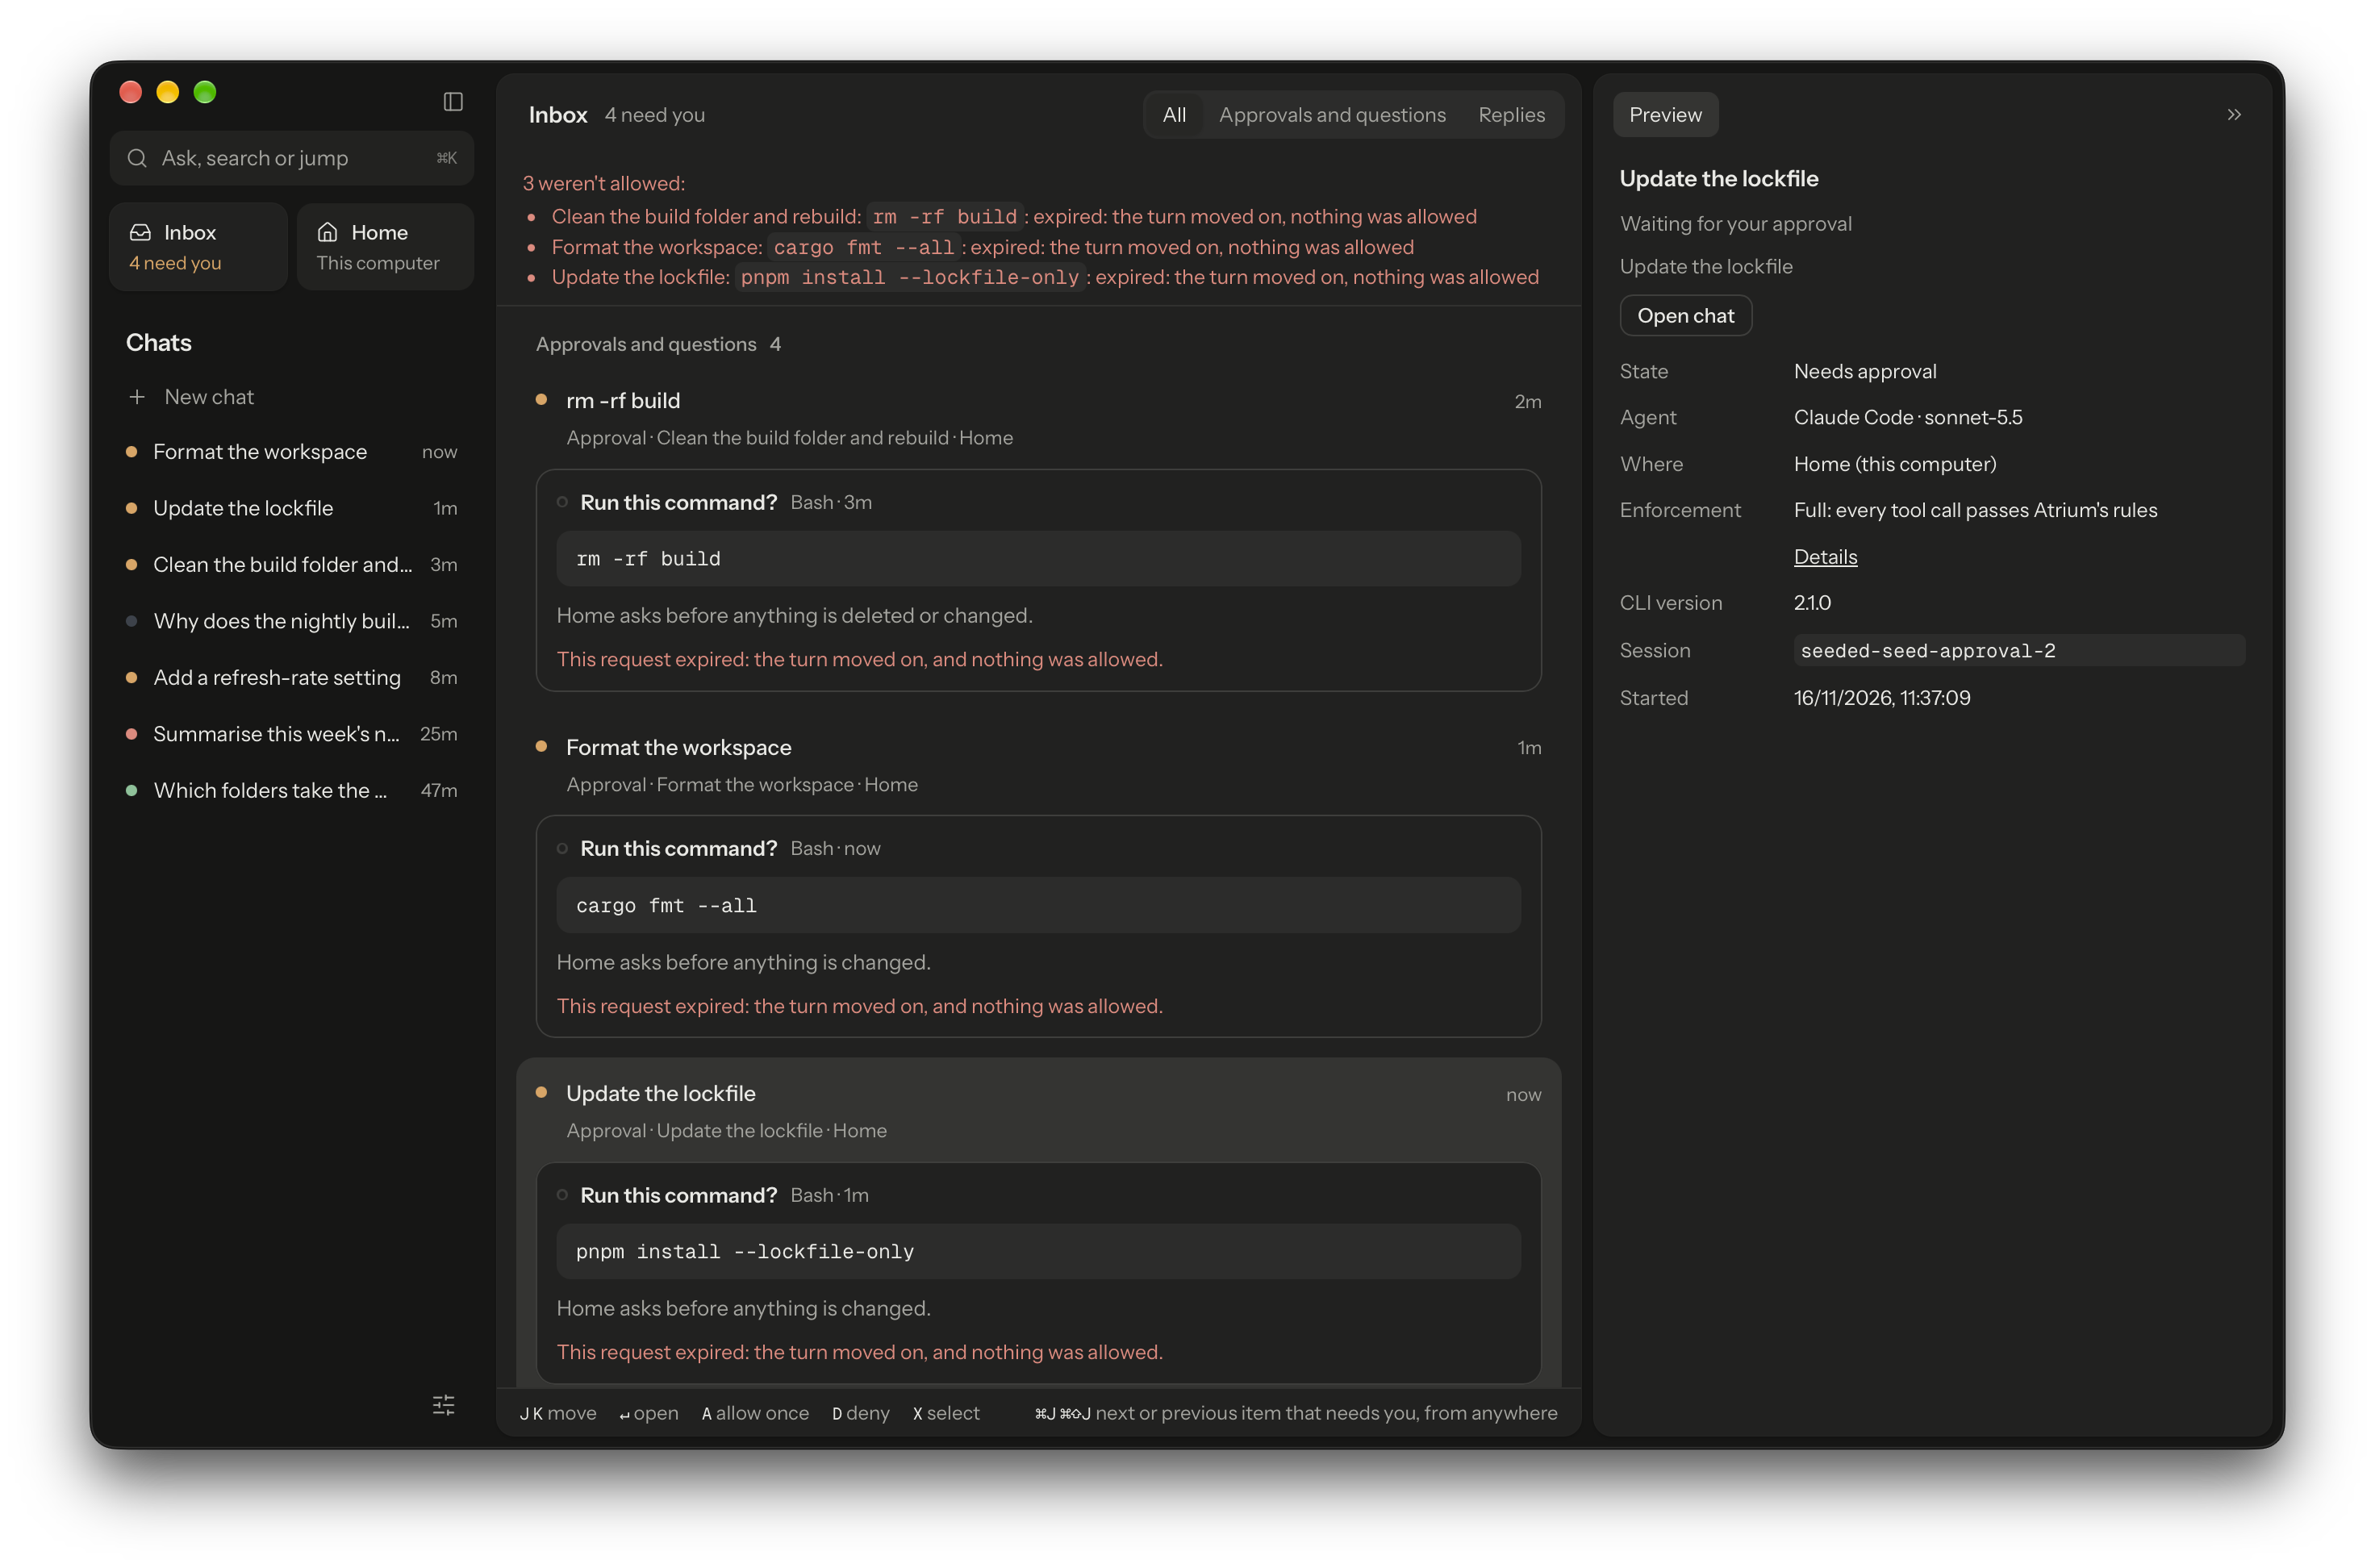 Ask, search or jump ⌘K
Inbox
4 need you
Home
This computer
Chats
New chat
Format the workspace now
Update the lockfile 1m
Clean the build folder and... 3m
Why does the nightly buil... 5m
Add a refresh-rate setting 8m
Summarise this week's n... 25m
Which folders take the ... 47m
Inbox 4 need you All Approvals and questions Replies
3 weren't allowed:
• Clean the build folder and rebuild: rm -rf build: expired: the turn moved on, nothing was allowed
• Format the workspace: cargo fmt --all: expired: the turn moved on, nothing was allowed
• Update the lockfile: pnpm install --lockfile-only: expired: the turn moved on, nothing was allowed
Approvals and questions 4
rm -rf build 2m
Approval · Clean the build folder and rebuild · Home
Run this command? Bash · 3m
rm -rf build
Home asks before anything is deleted or changed.
This request expired: the turn moved on, and nothing was allowed.
Format the workspace 1m
Approval · Format the workspace · Home
Run this command? Bash · now
cargo fmt --all
Home asks before anything is changed.
This request expired: the turn moved on, and nothing was allowed.
Update the lockfile now
Approval · Update the lockfile · Home
Run this command? Bash · 1m
pnpm install --lockfile-only
Home asks before anything is changed.
This request expired: the turn moved on, and nothing was allowed.
J K move ↵ open A allow once D deny X select ⌘J ⌘⇧J next or previous item that needs you, from anywhere
Preview
Update the lockfile
Waiting for your approval
Update the lockfile
Open chat
State Needs approval
Agent Claude Code · sonnet-5.5
Where Home (this computer)
Enforcement Full: every tool call passes Atrium's rules
Details
CLI version 2.1.0
Session seeded-seed-approval-2
Started 16/11/2026, 11:37:09